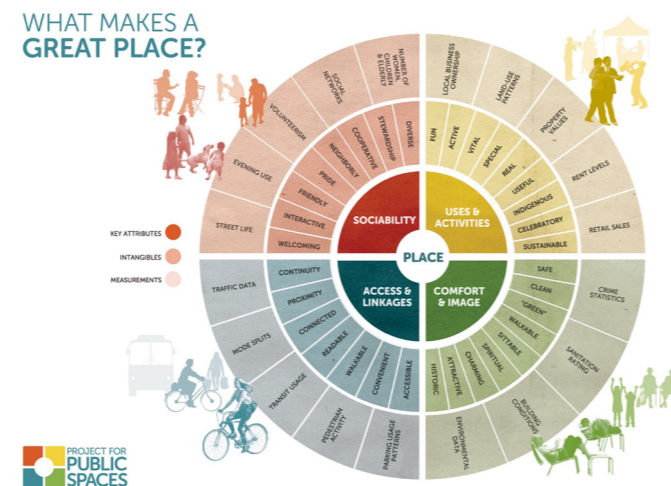 WHAT MAKES A
GREAT PLACE?
KEY ATTRIBUTES
INTANGIBLES
MEASUREMENTS
PLACE
SOCIABILITY
DIVERSE
STEWARDSHIP
COOPERATIVE
NEIGHBORLY
PRIDE
FRIENDLY
INTERACTIVE
WELCOMING
NUMBER OF
WOMEN,
CHILDREN
& ELDERLY
SOCIAL
NETWORKS
VOLUNTEERISM
EVENING USE
STREET LIFE
USES &
ACTIVITIES
FUN
ACTIVE
VITAL
SPECIAL
REAL
USEFUL
INDIGENOUS
CELEBRATORY
SUSTAINABLE
LOCAL BUSINESS
OWNERSHIP
LAND-USE
PATTERNS
PROPERTY
VALUES
RENT LEVELS
RETAIL SALES
ACCESS &
LINKAGES
CONTINUITY
PROXIMITY
CONNECTED
READABLE
WALKABLE
CONVENIENT
ACCESSIBLE
TRAFFIC DATA
MODE SPLITS
TRANSIT USAGE
PEDESTRIAN
ACTIVITY
PARKING USAGE
PATTERNS
COMFORT
& IMAGE
SAFE
CLEAN
"GREEN"
WALKABLE
SITTABLE
SPIRITUAL
CHARMING
ATTRACTIVE
HISTORIC
CRIME
STATISTICS
SANITATION
RATING
BUILDING
CONDITIONS
ENVIRONMENTAL
DATA
PROJECT FOR
PUBLIC
SPACES